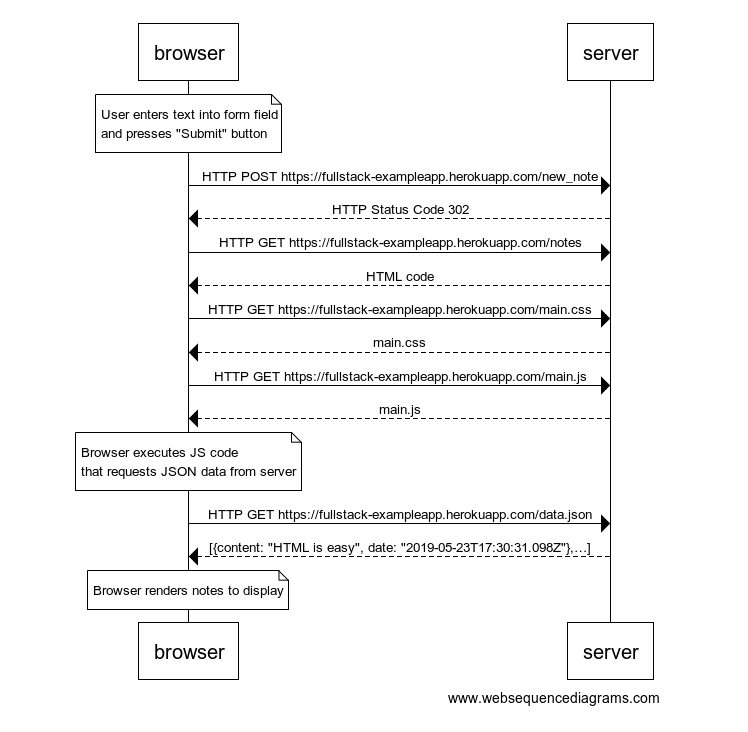 browser
server
User enters text into form field
and presses "Submit" button
HTTP POST https://fullstack-exampleapp.herokuapp.com/new_note
HTTP Status Code 302
HTTP GET https://fullstack-exampleapp.herokuapp.com/notes
HTML code
HTTP GET https://fullstack-exampleapp.herokuapp.com/main.css
main.css
HTTP GET https://fullstack-exampleapp.herokuapp.com/main.js
main.js
Browser executes JS code
that requests JSON data from server
HTTP GET https://fullstack-exampleapp.herokuapp.com/data.json
[{content: "HTML is easy", date: "2019-05-23T17:30:31.098Z"},...]
Browser renders notes to display
browser
server
www.websequencediagrams.com